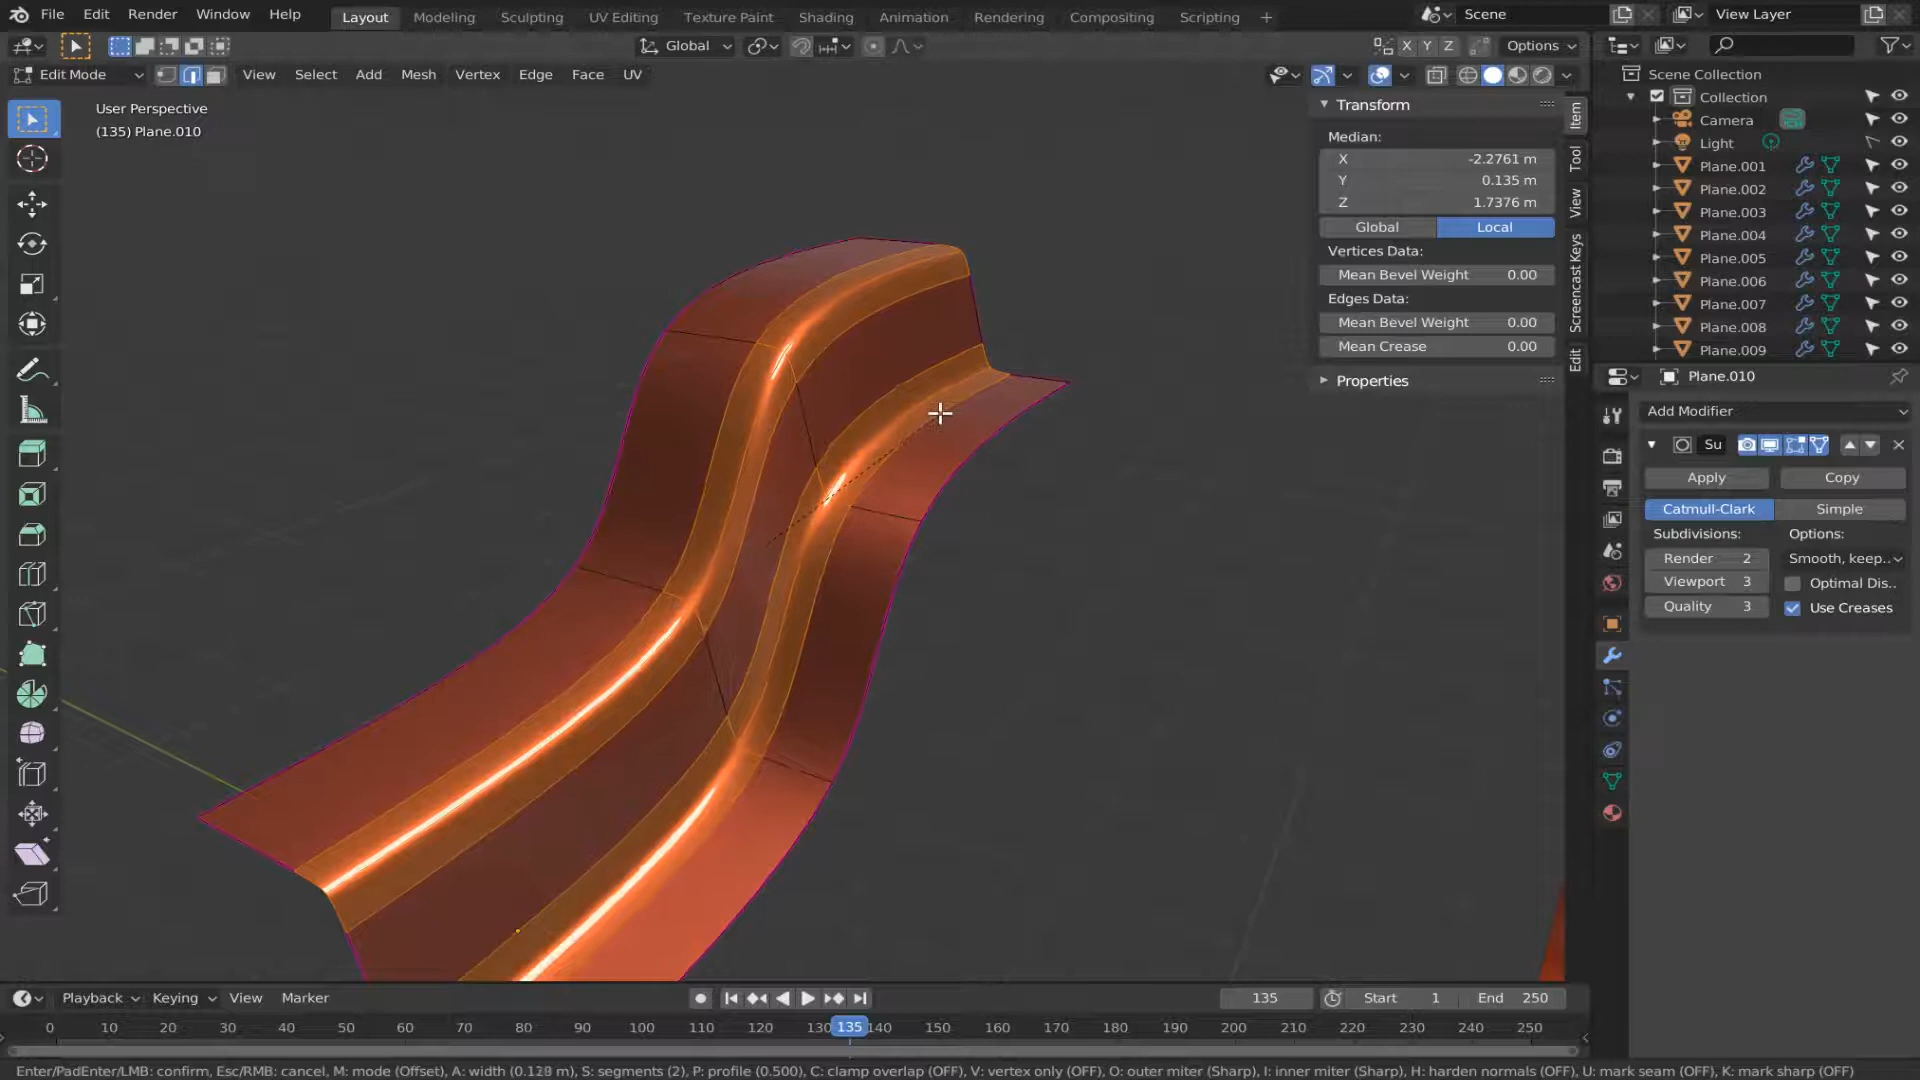 File Edit Render Window Help Layout Modeling Sculpting UV Editing Texture Paint Shading Animation Rendering Compositing Scripting + Scene View Layer
Global X Y Z Options
Edit Mode View Select Add Mesh Vertex Edge Face UV
User Perspective
(135) Plane.010
Transform
Median:
X -2.2761 m
Y 0.135 m
Z 1.7376 m
Global Local
Vertices Data:
Mean Bevel Weight 0.00
Edges Data:
Mean Bevel Weight 0.00
Mean Crease 0.00
Properties
Item
Tool
View
Screencast Keys
Edit
Scene Collection
Collection
Camera
Light
Plane.001
Plane.002
Plane.003
Plane.004
Plane.005
Plane.006
Plane.007
Plane.008
Plane.009
Plane.010
Add Modifier
Su
Apply Copy
Catmull-Clark Simple
Subdivisions: Options:
Render 2 Smooth, keep..
Viewport 3 Optimal Dis..
Quality 3 Use Creases
Playback Keying View Marker 135 Start 1 End 250
0 10 20 30 40 50 60 70 80 90 100 110 120 130 135 140 150 160 170 180 190 200 210 220 230 240 250
Enter/PadEnter/LMB: confirm, Esc/RMB: cancel, M: mode (Offset), A: width (0.128 m), S: segments (2), P: profile (0.500), C: clamp overlap (OFF), V: vertex only (OFF), O: outer miter (Sharp), I: inner miter (Sharp), H: harden normals (OFF), U: mark seam (OFF), K: mark sharp (OFF)